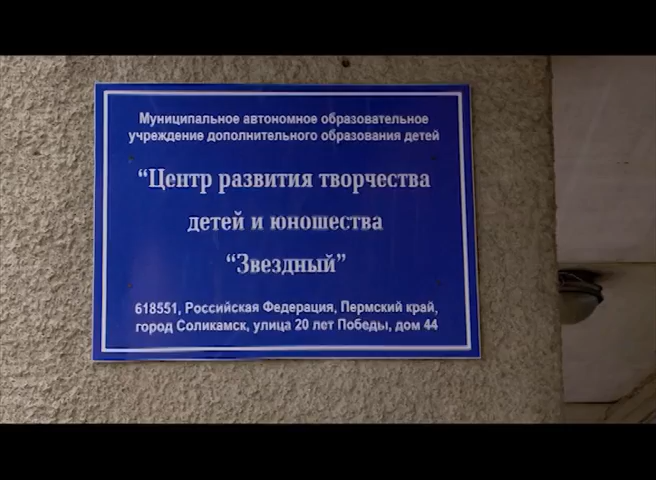 Муниципальное автономное образовательное
учреждение дополнительного образования детей
“Центр развития творчества
детей и юношества
“Звездный”
618551, Российская Федерация, Пермский край,
город Соликамск, улица 20 лет Победы, дом 44